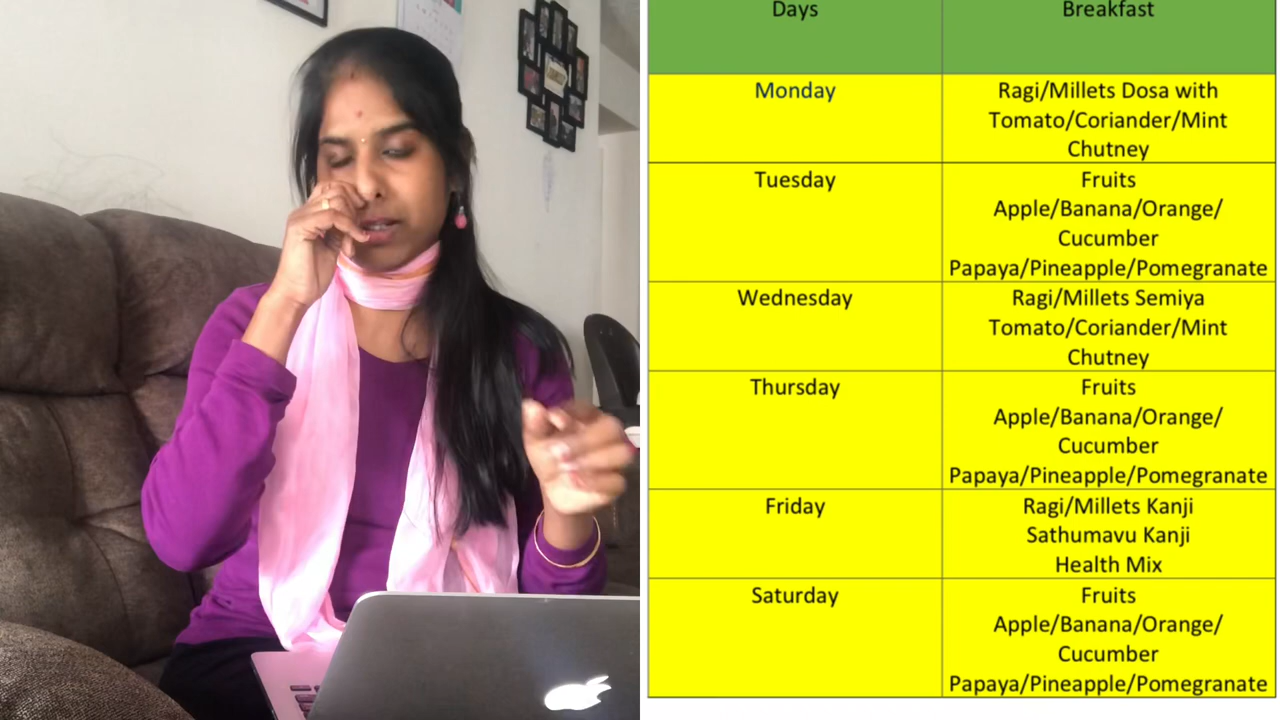 Days Breakfast
Monday Ragi/Millets Dosa with
Tomato/Coriander/Mint
Chutney
Tuesday Fruits
Apple/Banana/Orange/
Cucumber
Papaya/Pineapple/Pomegranate
Wednesday Ragi/Millets Semiya
Tomato/Coriander/Mint
Chutney
Thursday Fruits
Apple/Banana/Orange/
Cucumber
Papaya/Pineapple/Pomegranate
Friday Ragi/Millets Kanji
Sathumavu Kanji
Health Mix
Saturday Fruits
Apple/Banana/Orange/
Cucumber
Papaya/Pineapple/Pomegranate